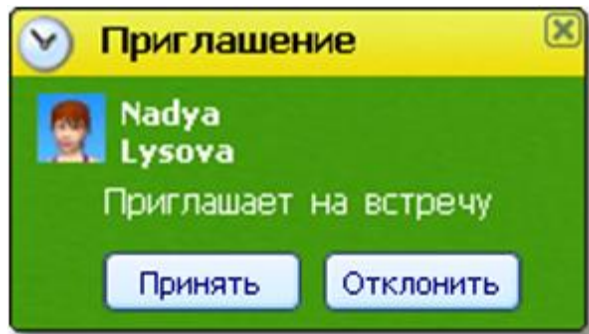 Приглашение
Nadya
Lysova
Приглашает на встречу
Принять
Отклонить